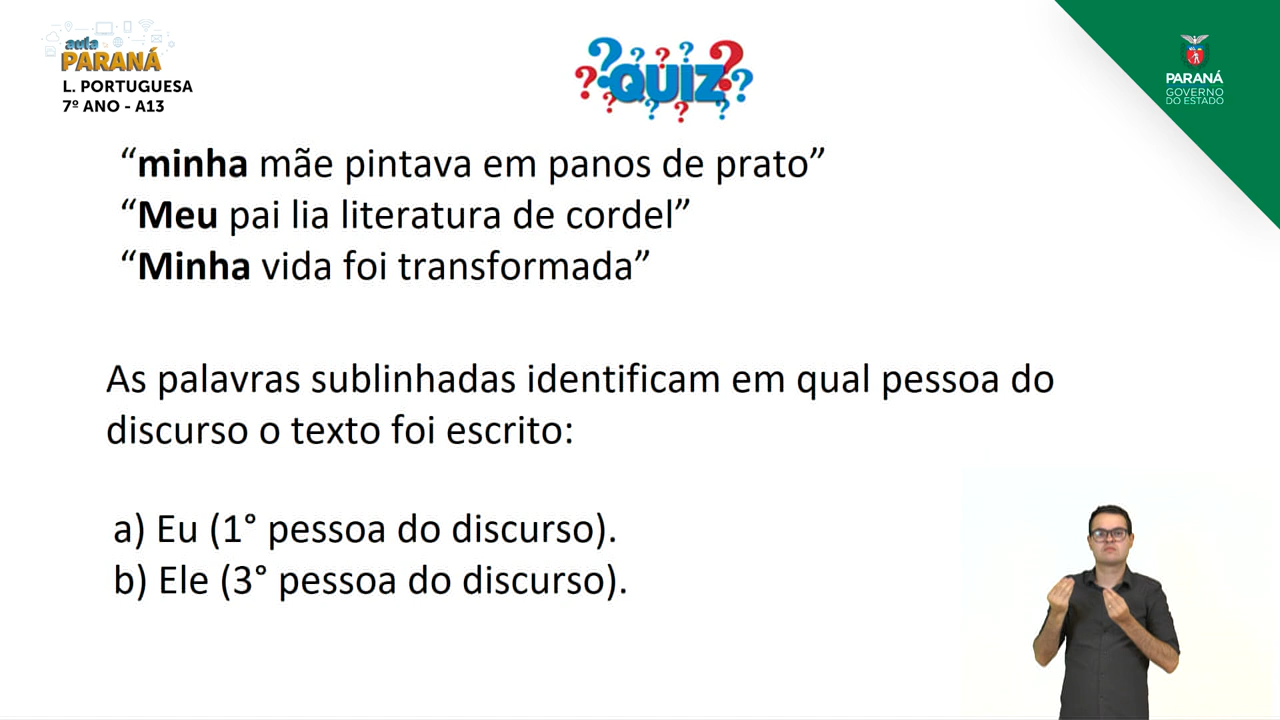 aula
PARANÁ
L. PORTUGUESA
7º ANO - A13
QUIZ
PARANÁ
GOVERNO
DO ESTADO
“minha mãe pintava em panos de prato”
“Meu pai lia literatura de cordel”
“Minha vida foi transformada”
As palavras sublinhadas identificam em qual pessoa do
discurso o texto foi escrito:
a) Eu (1° pessoa do discurso).
b) Ele (3° pessoa do discurso).